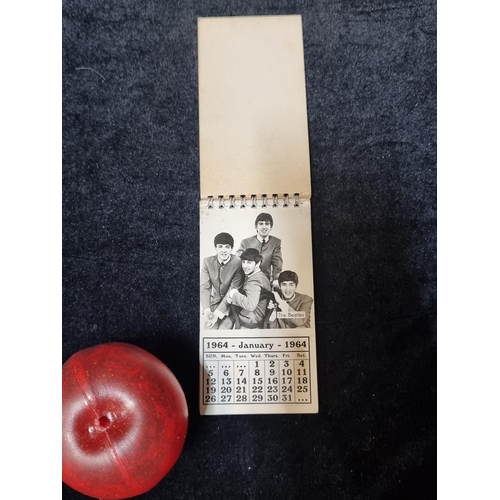 The Beatles
1964 - January - 1964
SUN. Mon. Tues. Wed. Thurs. Fri. Sat.
... ... ... 1 2 3 4
5 6 7 8 9 10 11
12 13 14 15 16 17 18
19 20 21 22 23 24 25
26 27 28 29 30 31 ...